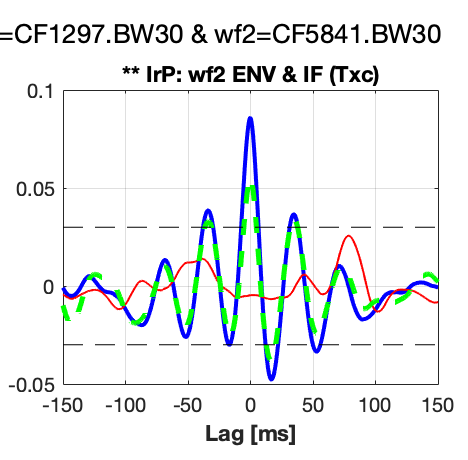 =CF1297.BW30 & wf2=CF5841.BW30
** IrP: wf2 ENV & IF (Txc)
0.1
0.05
0
-0.05
-150 -100 -50 0 50 100 150
Lag [ms]